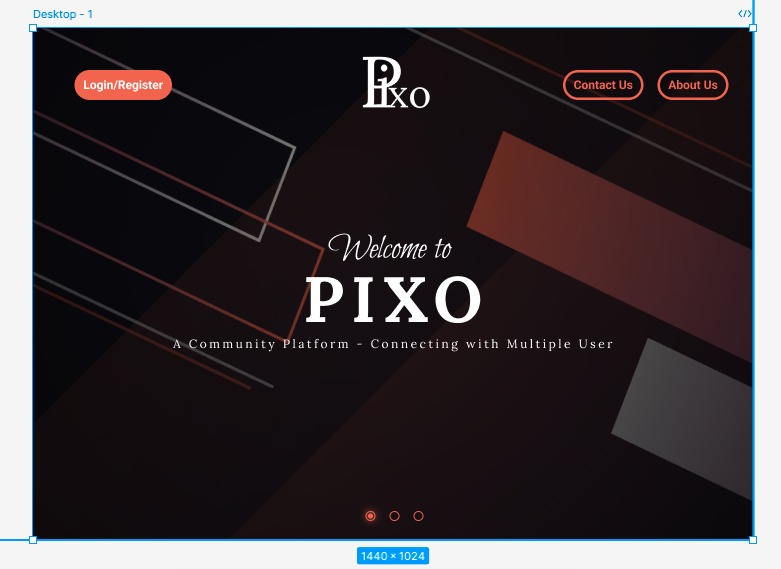 Desktop - 1
</>
Login/Register
Pixo
Contact Us
About Us
Welcome to
PIXO
A Community Platform - Connecting with Multiple User
1440 × 1024